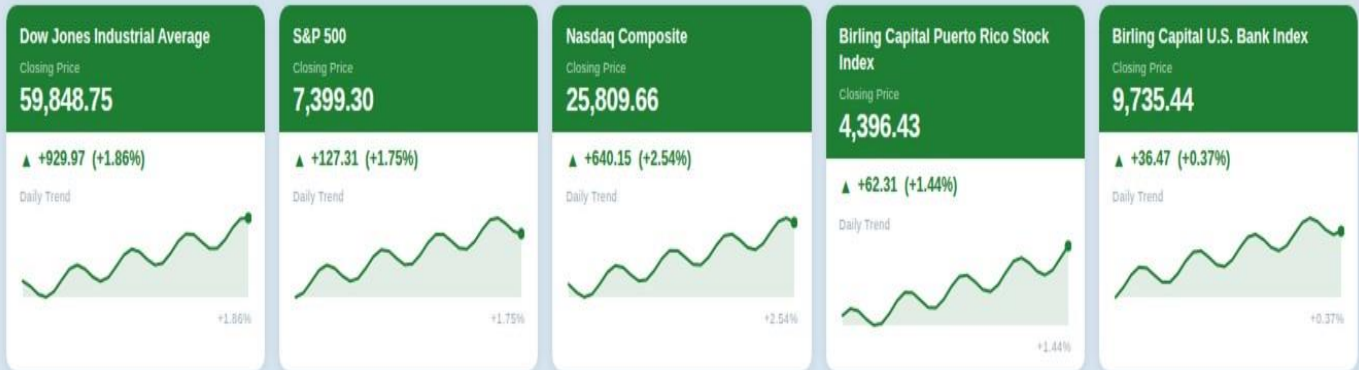 Dow Jones Industrial Average
Closing Price
59,848.75
▲ +929.97 (+1.86%)
Daily Trend
+1.86%
S&P 500
Closing Price
7,399.30
▲ +127.31 (+1.75%)
Daily Trend
+1.75%
Nasdaq Composite
Closing Price
25,809.66
▲ +640.15 (+2.54%)
Daily Trend
+2.54%
Birling Capital Puerto Rico Stock
Index
Closing Price
4,396.43
▲ +62.31 (+1.44%)
Daily Trend
+1.44%
Birling Capital U.S. Bank Index
Closing Price
9,735.44
▲ +36.47 (+0.37%)
Daily Trend
+0.37%